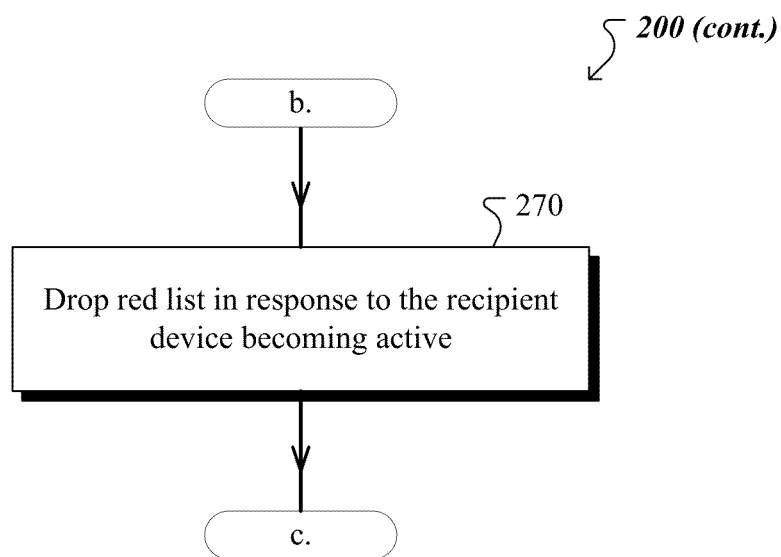 200 (cont.)
b.
270
Drop red list in response to the recipient
device becoming active
c.